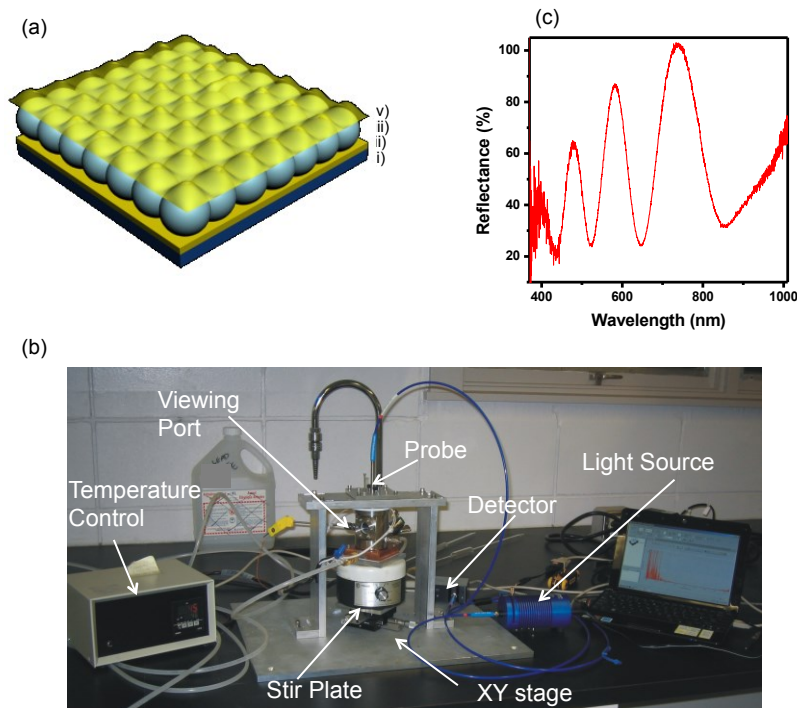 (a)
v)
ii)
ii)
i)
(c)
100
80
60
40
20
Reflectance (%)
400
600
800
1000
Wavelength (nm)
(b)
Viewing
Port
Probe
Light Source
Temperature
Control
Detector
Stir Plate
XY stage